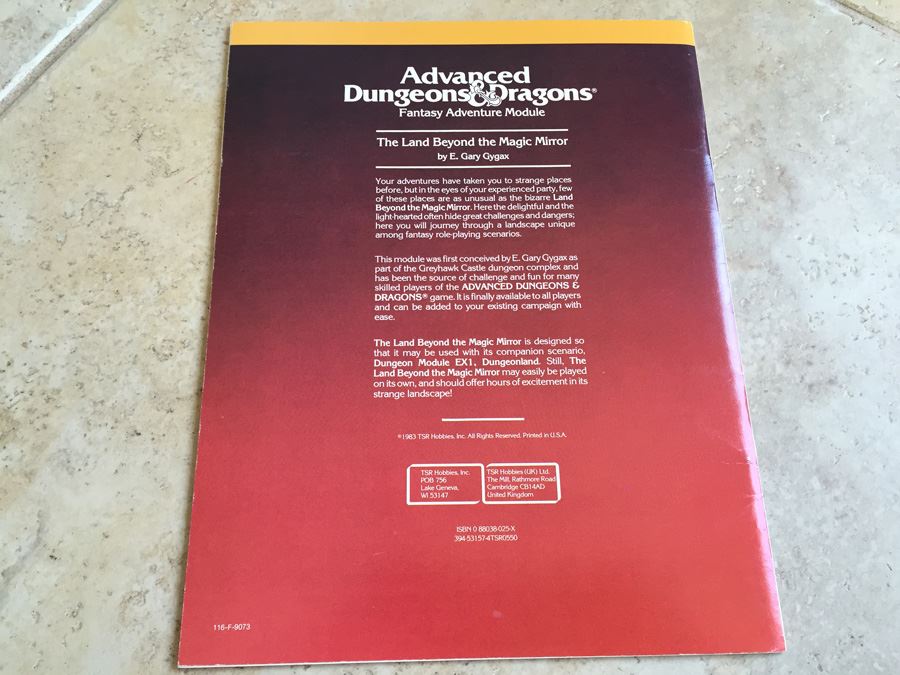 Advanced
Dungeons & Dragons®
Fantasy Adventure Module
The Land Beyond the Magic Mirror
by E. Gary Gygax
Your adventures have taken you to strange places
before, but in the eyes of your experienced party, few
of these places are as unusual as the bizarre Land
Beyond the Magic Mirror. Here the delightful and the
light-hearted often hide great challenges and dangers;
here you will journey through a landscape unique
among fantasy role-playing scenarios.
This module was first conceived by E. Gary Gygax as
part of the Greyhawk Castle dungeon complex and
has been the source of challenge and fun for many
skilled players of the ADVANCED DUNGEONS &
DRAGONS® game. It is finally available to all players
and can be added to your existing campaign with
ease.
The Land Beyond the Magic Mirror is designed so
that it may be used with its companion scenario,
Dungeon Module EX1, Dungeonland. Still, The
Land Beyond the Magic Mirror may easily be played
on its own, and should offer hours of excitement in its
strange landscape!
©1983 TSR Hobbies, Inc. All Rights Reserved. Printed in U.S.A.
TSR Hobbies, Inc.
POB 756
Lake Geneva,
WI 53147
TSR Hobbies (UK) Ltd.
The Mill, Rathmore Road
Cambridge CB14AD
United Kingdom
ISBN 0 88038-025-X
394-53157-4TSR0550
116-F-9073